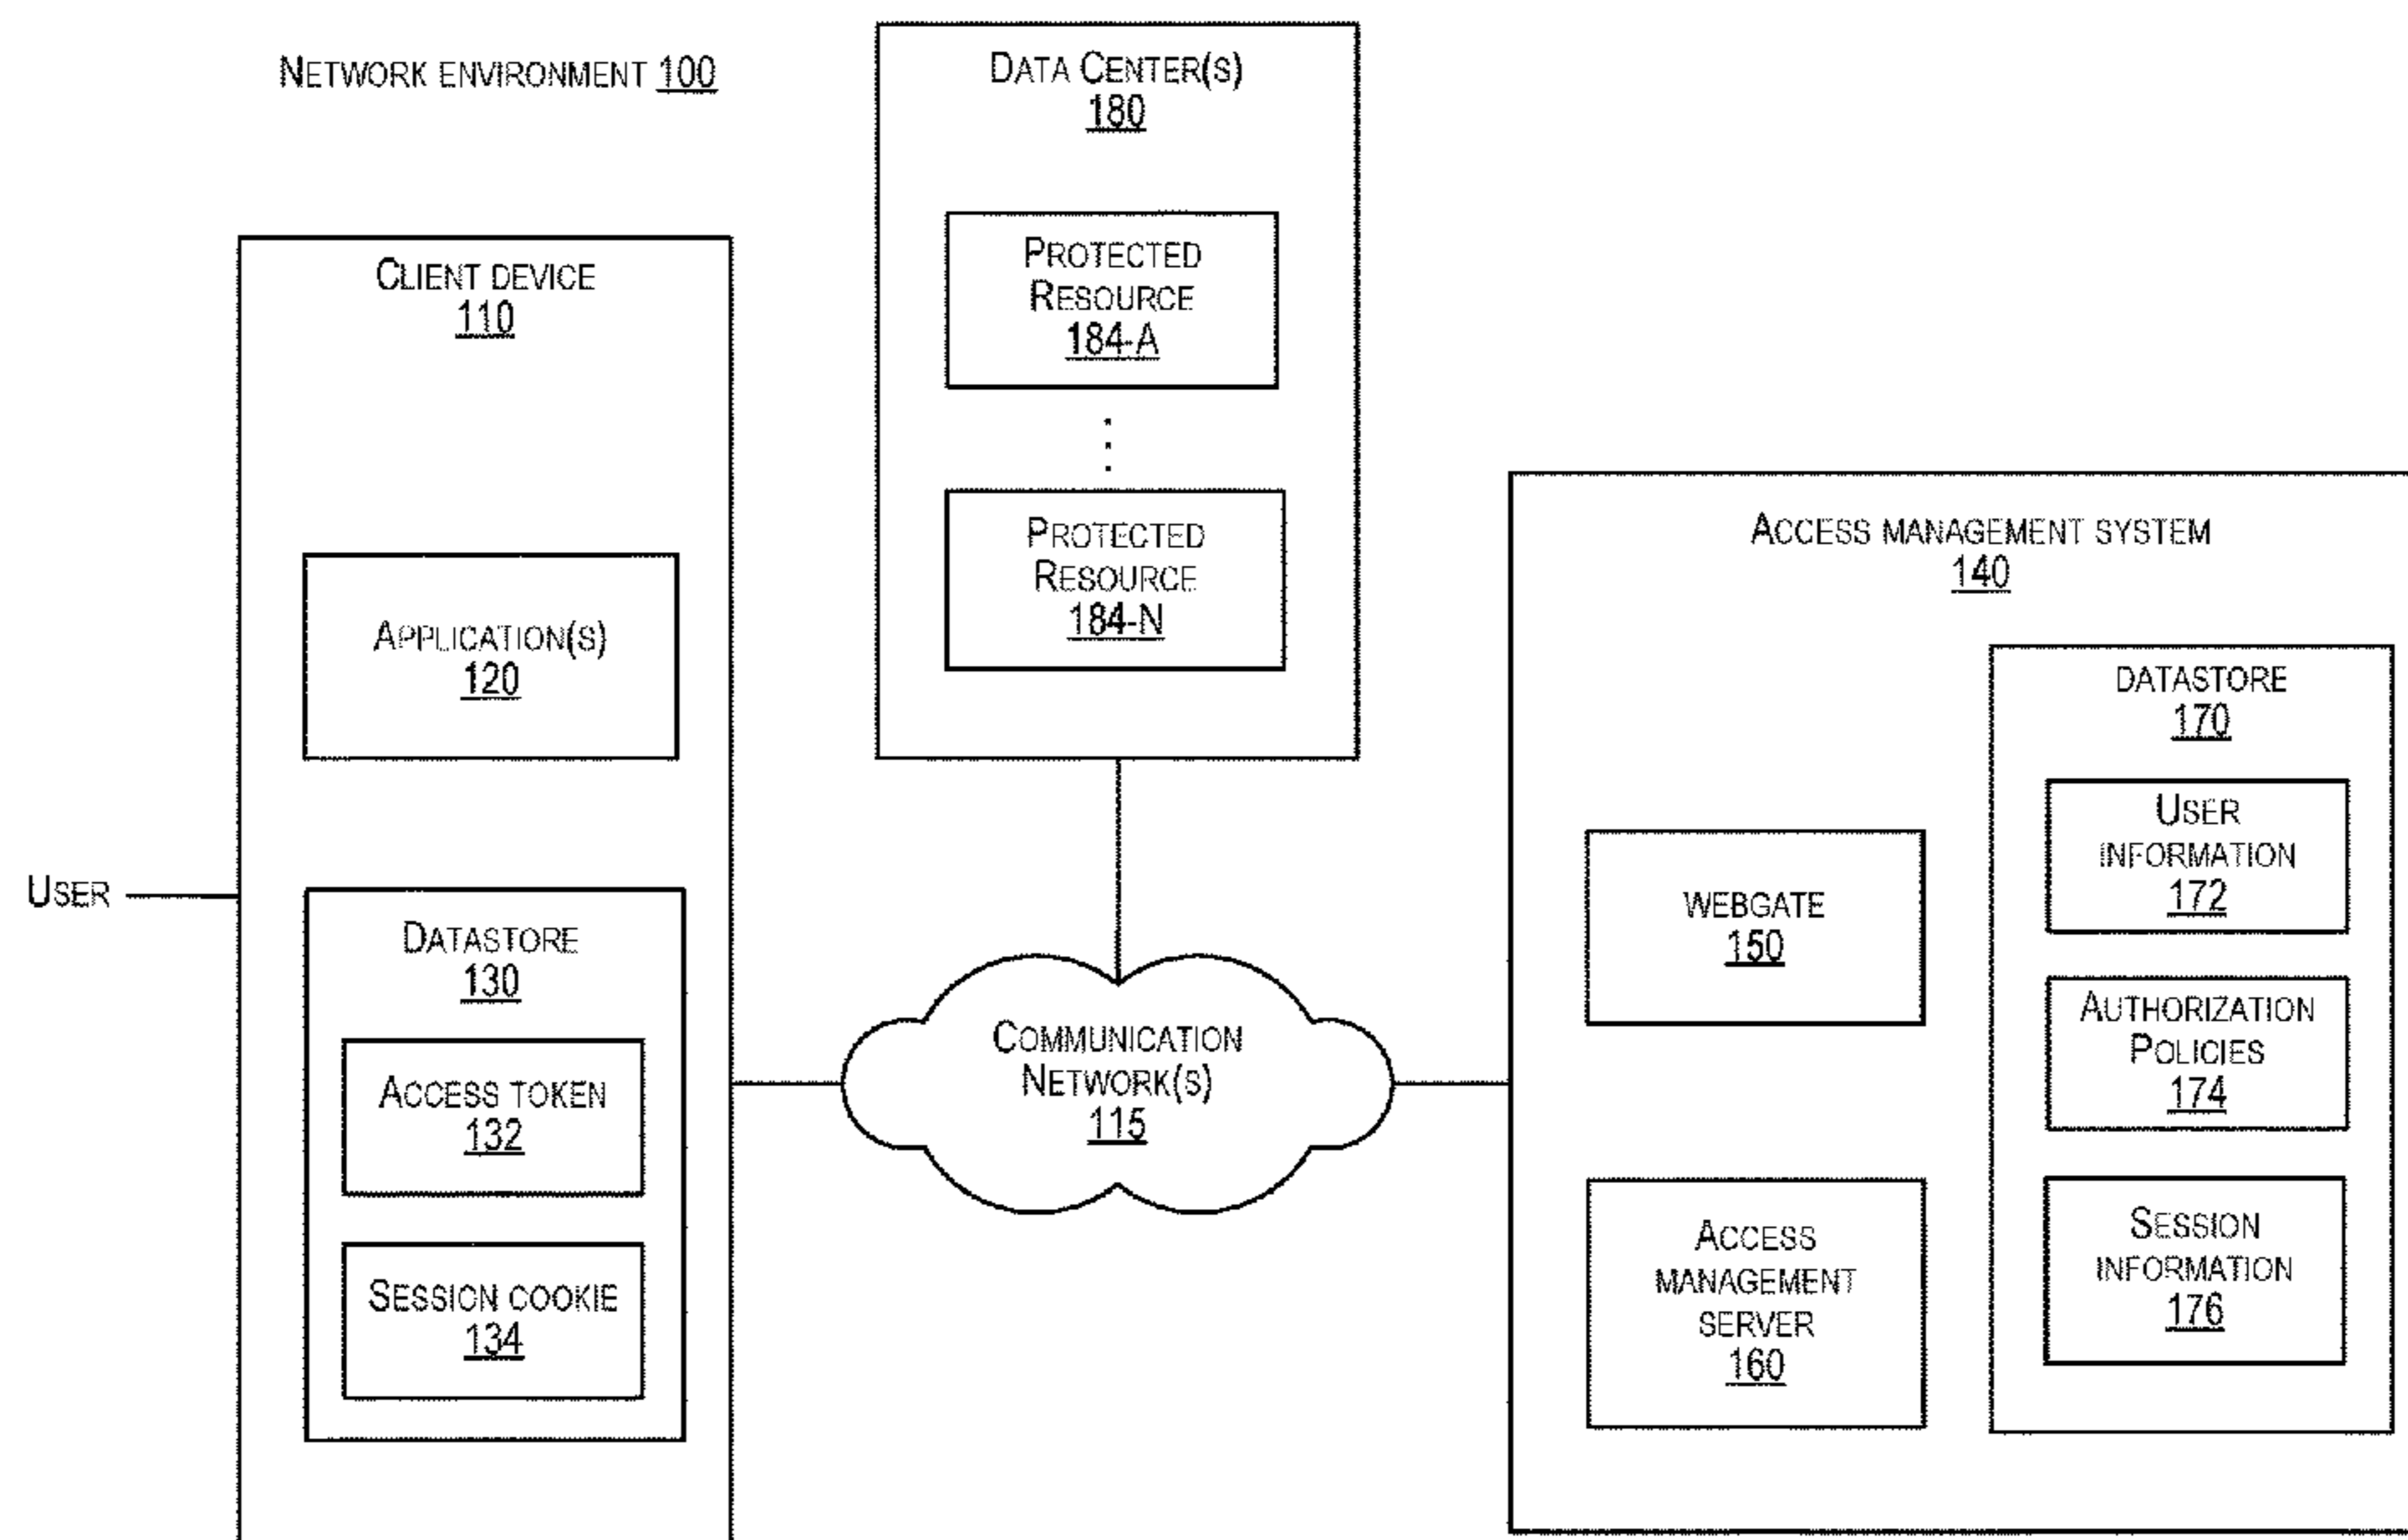 Network environment 100
Data Center(s)
180
Protected
Resource
184-A
Protected
Resource
184-N
Client device
110
Application(s)
120
User
Datastore
130
Access token
132
Session cookie
134
Communication
Network(s)
115
Access management system
140
webgate
150
Access
management
server
160
datastore
170
User
information
172
Authorization
Policies
174
Session
information
176